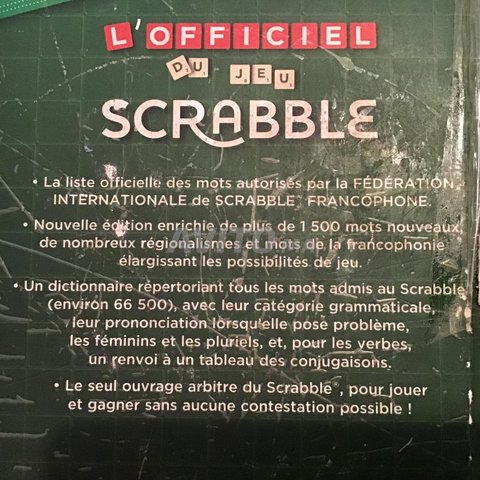 L'OFFICIEL
DU JEU
SCRABBLE
• La liste officielle des mots autorisés par la FÉDÉRATION
INTERNATIONALE DE SCRABBLE® FRANCOPHONE.
• Nouvelle édition enrichie de plus de 1 500 mots nouveaux,
de nombreux régionalismes et mots de la francophonie
élargissant les possibilités de jeu.
• Un dictionnaire répertoriant tous les mots admis au Scrabble
(environ 66 500), avec leur catégorie grammaticale,
leur prononciation lorsqu'elle pose problème,
les féminins et les pluriels, et, pour les verbes,
un renvoi à un tableau des conjugaisons.
• Le seul ouvrage arbitre du Scrabble®, pour jouer
et gagner sans aucune contestation possible !